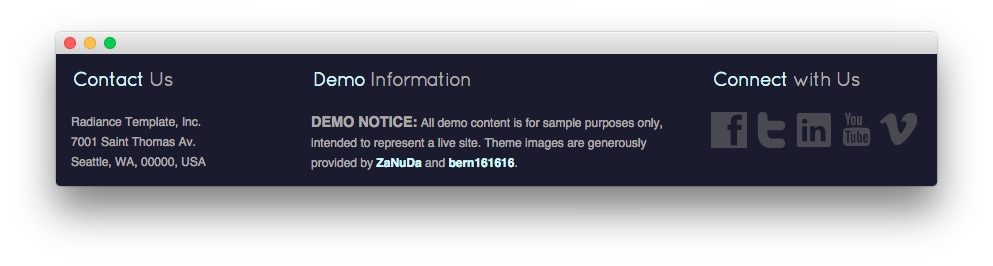 Contact Us
Radiance Template, Inc.
7001 Saint Thomas Av.
Seattle, WA, 00000, USA
Demo Information
DEMO NOTICE: All demo content is for sample purposes only,
intended to represent a live site. Theme images are generously
provided by ZaNuDa and bern161616.
Connect with Us
f t in You
Tube v